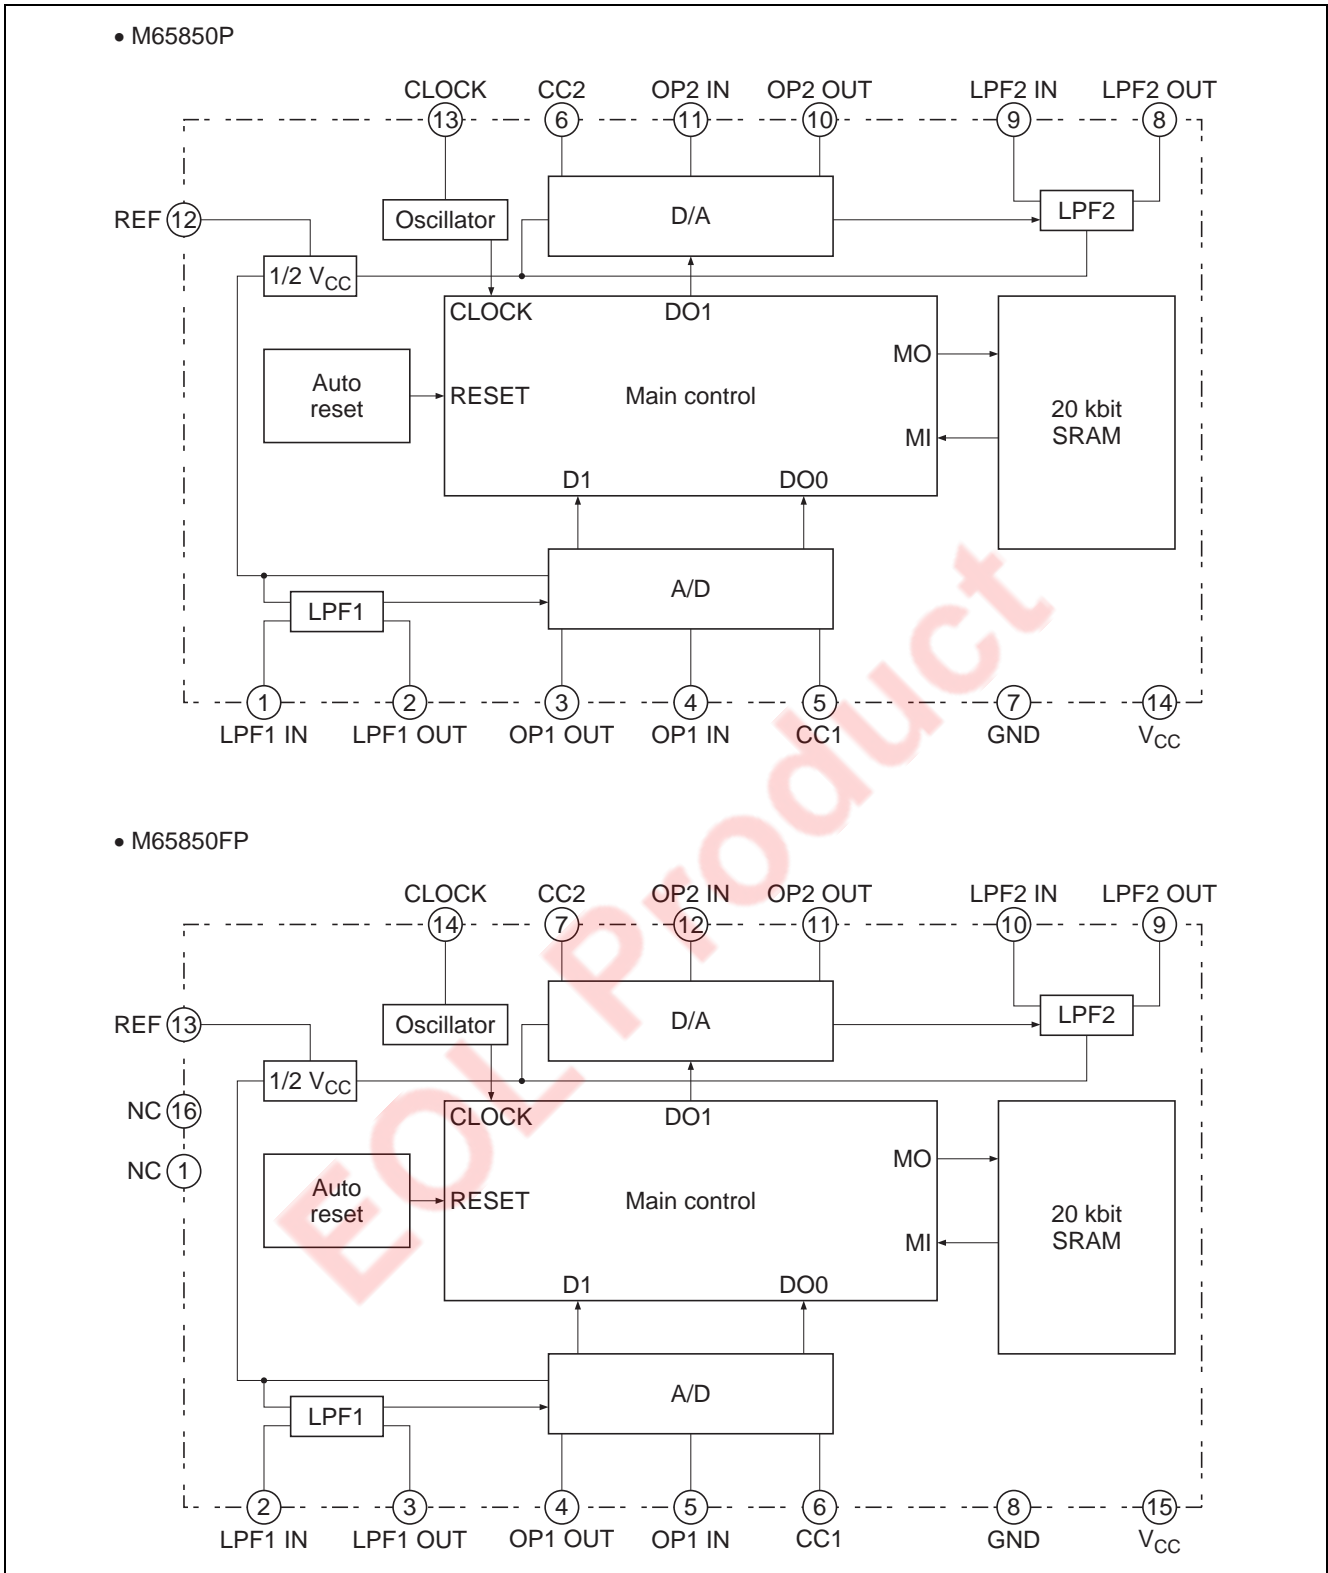 • M65850P
CLOCK CC2 OP2 IN OP2 OUT LPF2 IN LPF2 OUT
13 6 11 10 9 8
REF 12
Oscillator D/A LPF2
1/2 VCC
CLOCK DO1
MO
Auto
reset
RESET Main control
20 kbit
SRAM
MI
D1 DO0
A/D
LPF1
1 2 3 4 5 7 14
LPF1 IN LPF1 OUT OP1 OUT OP1 IN CC1 GND VCC
• M65850FP
CLOCK CC2 OP2 IN OP2 OUT LPF2 IN LPF2 OUT
14 7 12 11 10 9
REF 13
Oscillator D/A LPF2
1/2 VCC
NC 16
CLOCK DO1
MO
NC 1
Auto
reset
RESET Main control
20 kbit
SRAM
MI
D1 DO0
A/D
LPF1
2 3 4 5 6 8 15
LPF1 IN LPF1 OUT OP1 OUT OP1 IN CC1 GND VCC
EOL Product